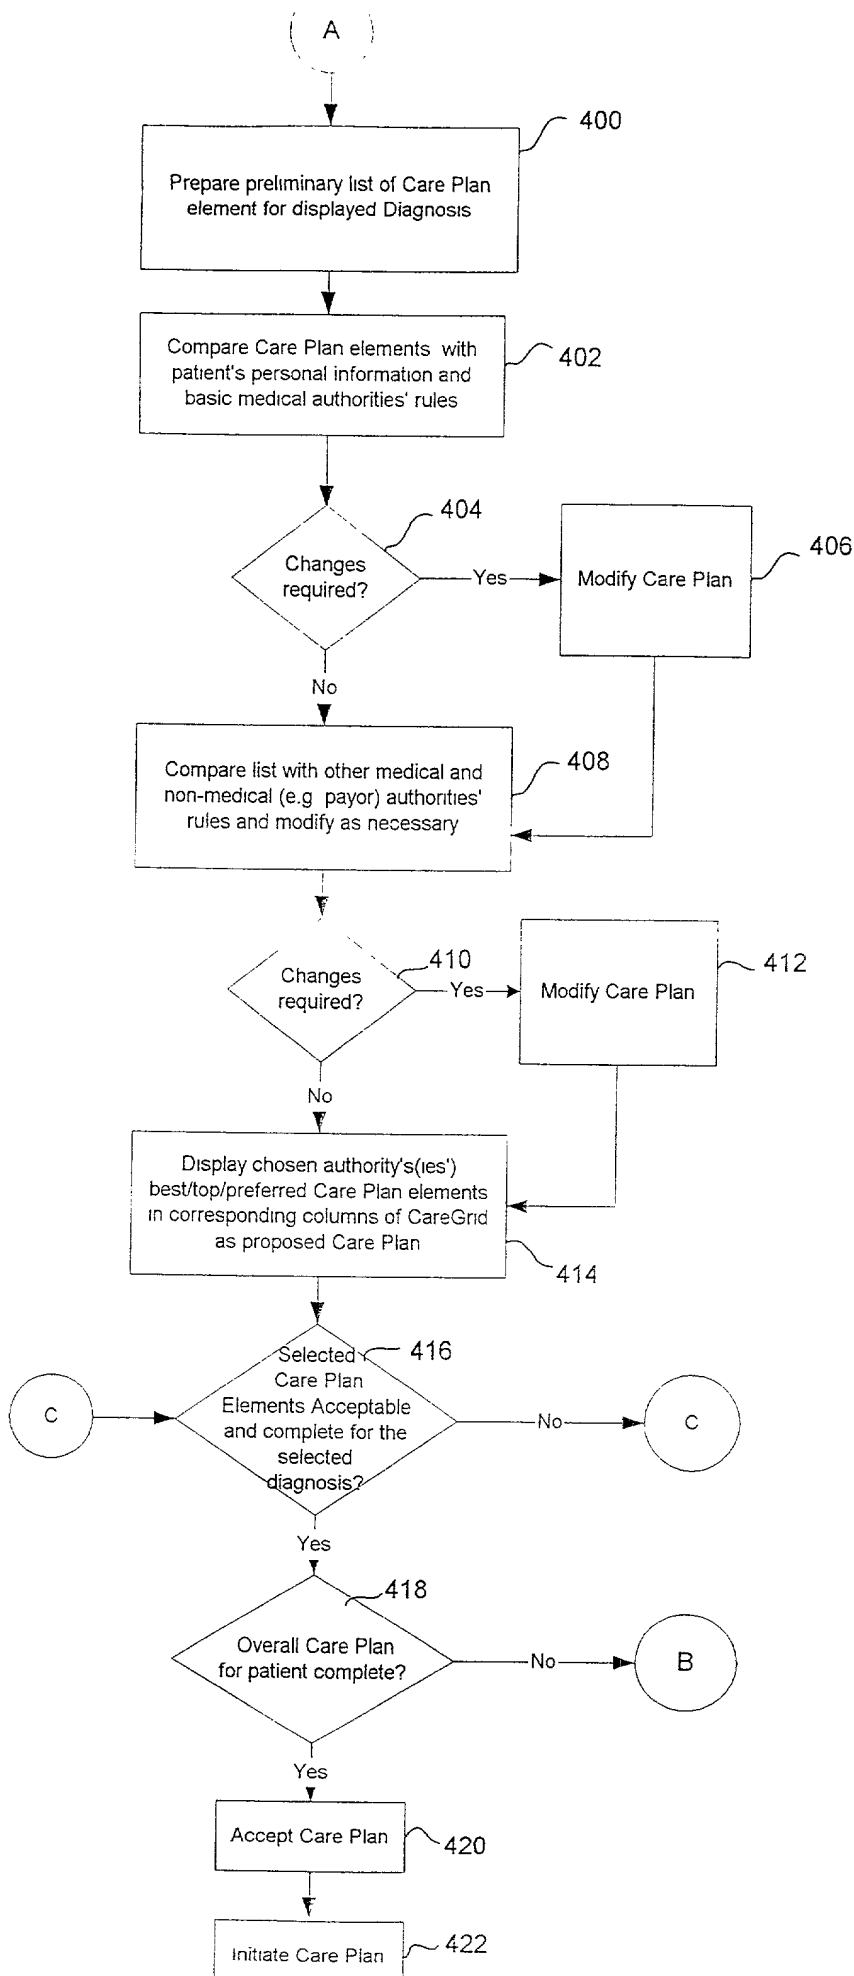 A
400
Prepare preliminary list of Care Plan
element for displayed Diagnosis
Compare Care Plan elements with
patient's personal information and
basic medical authorities' rules
402
404
Changes
required?
Yes
Modify Care Plan
406
No
Compare list with other medical and
non-medical (e.g payor) authorities'
rules and modify as necessary
408
410
Changes
required?
Yes
Modify Care Plan
412
No
Display chosen authority's(ies')
best/top/preferred Care Plan elements
in corresponding columns of CareGrid
as proposed Care Plan
414
416
C
Selected
Care Plan
Elements Acceptable
and complete for the
selected
diagnosis?
No
C
Yes
418
Overall Care Plan
for patient complete?
No
B
Yes
Accept Care Plan
420
Initiate Care Plan
422